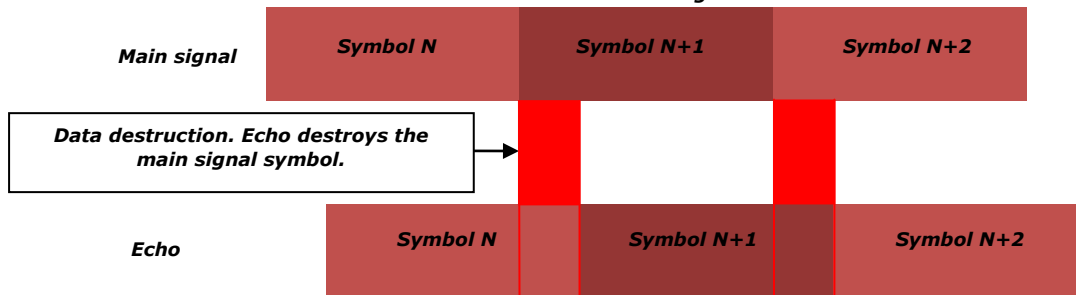 Symbol N
Symbol N+1
Symbol N+2
Main signal
Data destruction. Echo destroys the
main signal symbol.
Symbol N
Symbol N+1
Symbol N+2
Echo